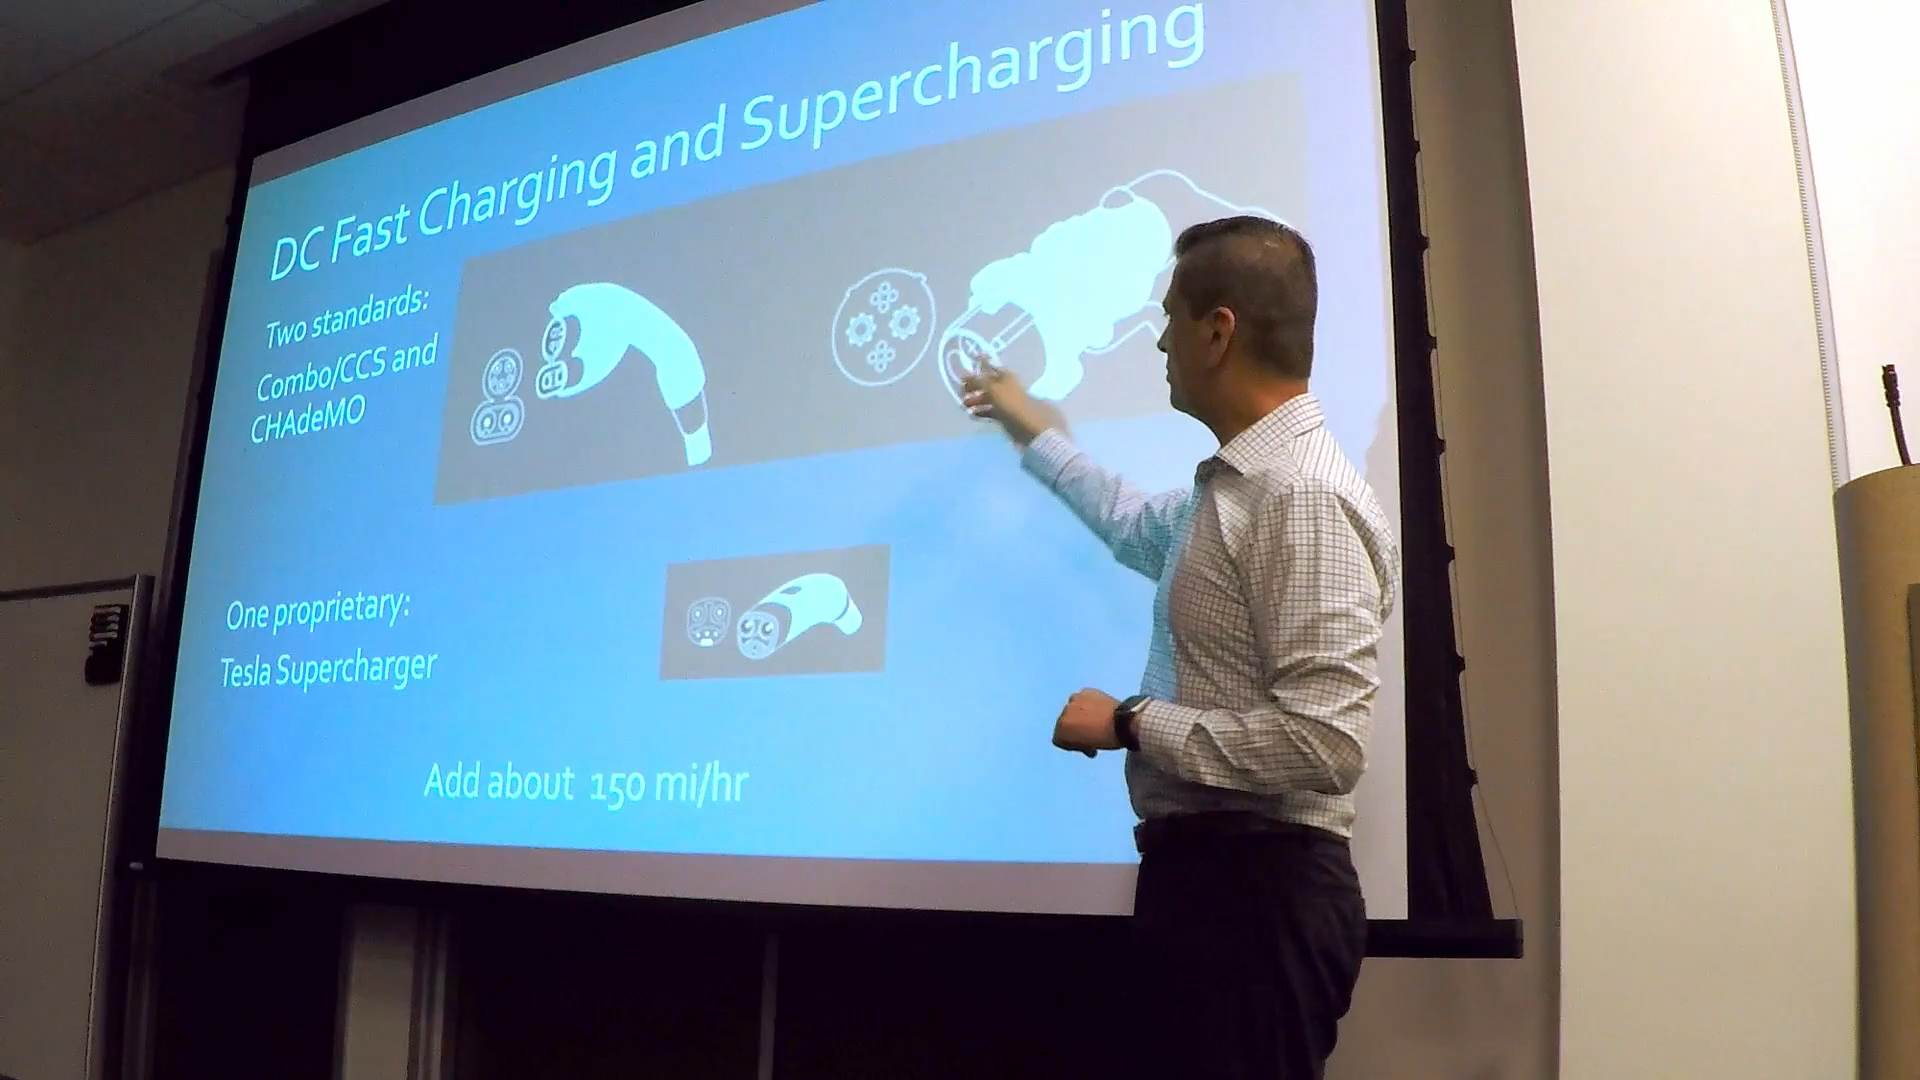 DC Fast Charging and Supercharging
Two standards:
Combo/CCS and
CHAdeMO
One proprietary:
Tesla Supercharger
Add about 150 mi/hr